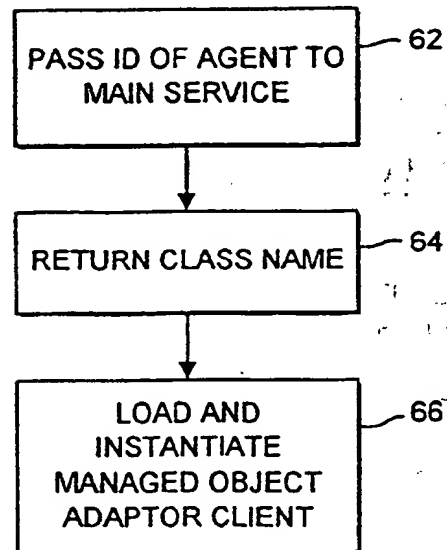 PASS ID OF AGENT TO
MAIN SERVICE
62
RETURN CLASS NAME
64
LOAD AND
INSTANTIATE
MANAGED OBJECT
ADAPTOR CLIENT
66